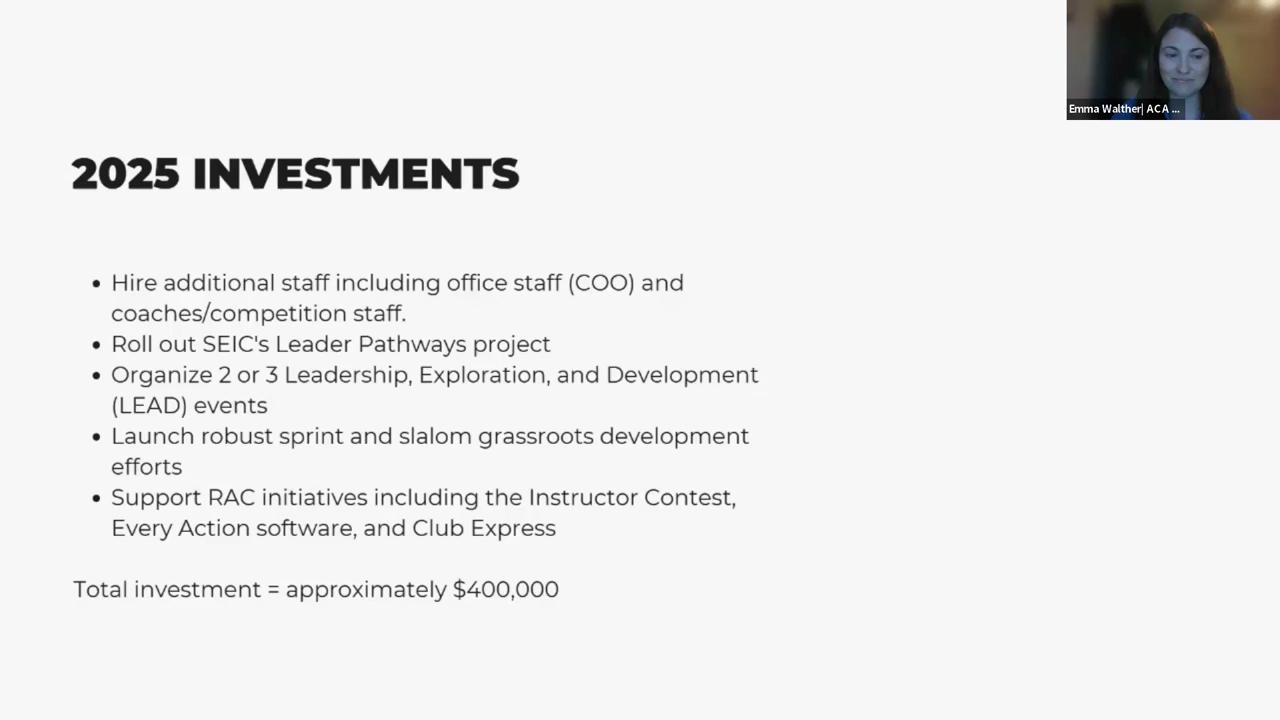 Emma Walther| ACA ...
2025 INVESTMENTS
• Hire additional staff including office staff (COO) and
coaches/competition staff.
• Roll out SEIC's Leader Pathways project
• Organize 2 or 3 Leadership, Exploration, and Development
(LEAD) events
• Launch robust sprint and slalom grassroots development
efforts
• Support RAC initiatives including the Instructor Contest,
Every Action software, and Club Express
Total investment = approximately $400,000